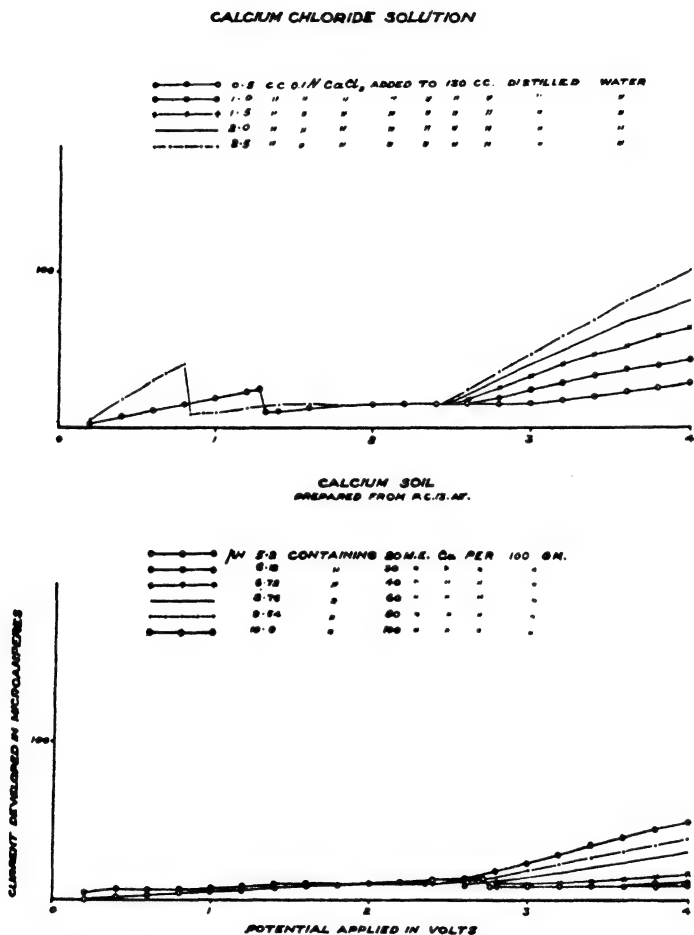 CALCIUM CHLORIDE SOLUTION
0.5 CC 0.1N CaCl₂ ADDED TO 150 CC. DISTILLED WATER
1.0 " " " " " " " " "
1.5 " " " " " " " " "
2.0 " " " " " " " " "
2.5 " " " " " " " " "
100
0 1 2 3 4
CALCIUM SOIL
PREPARED FROM
PH 5.2 CONTAINING 20 M.E. Ca PER 100 GM.
6.12 " 30 " " " "
6.72 " 40 " " " "
8.76 " 60 " " " "
9.54 " 80 " " " "
10.0 " 100 " " " "
CURRENT DEVELOPED IN MICROAMPERES
100
0 1 2 3 4
POTENTIAL APPLIED IN VOLTS